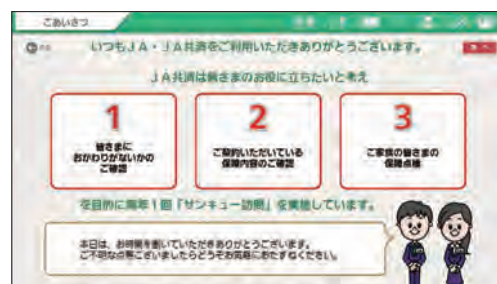 ごあいさつ
いつもJA・JA共済をご利用いただきありがとうございます。
JA共済は皆さまのお役に立ちたいと考え
1
皆さまに
おかわりがないかの
ご確認
2
ご契約いただいている
保障内容のご確認
3
ご家族の皆さまの
保障点検
を目的に毎年1回「サンキュー訪問」を実施しています。
本日は、お時間を割いていただきありがとうございます。
ご不明な点等ございましたらどうぞお気軽におたずねください。